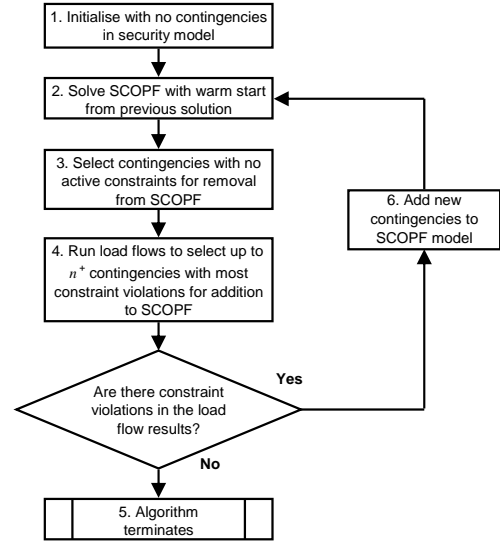 1. Initialise with no contingencies
in security model
2. Solve SCOPF with warm start
from previous solution
3. Select contingencies with no
active constraints for removal
from SCOPF
4. Run load flows to select up to
n⁺ contingencies with most
constraint violations for addition
to SCOPF
6. Add new
contingencies to
SCOPF model
Are there constraint
violations in the load
flow results?
Yes
No
5. Algorithm
terminates